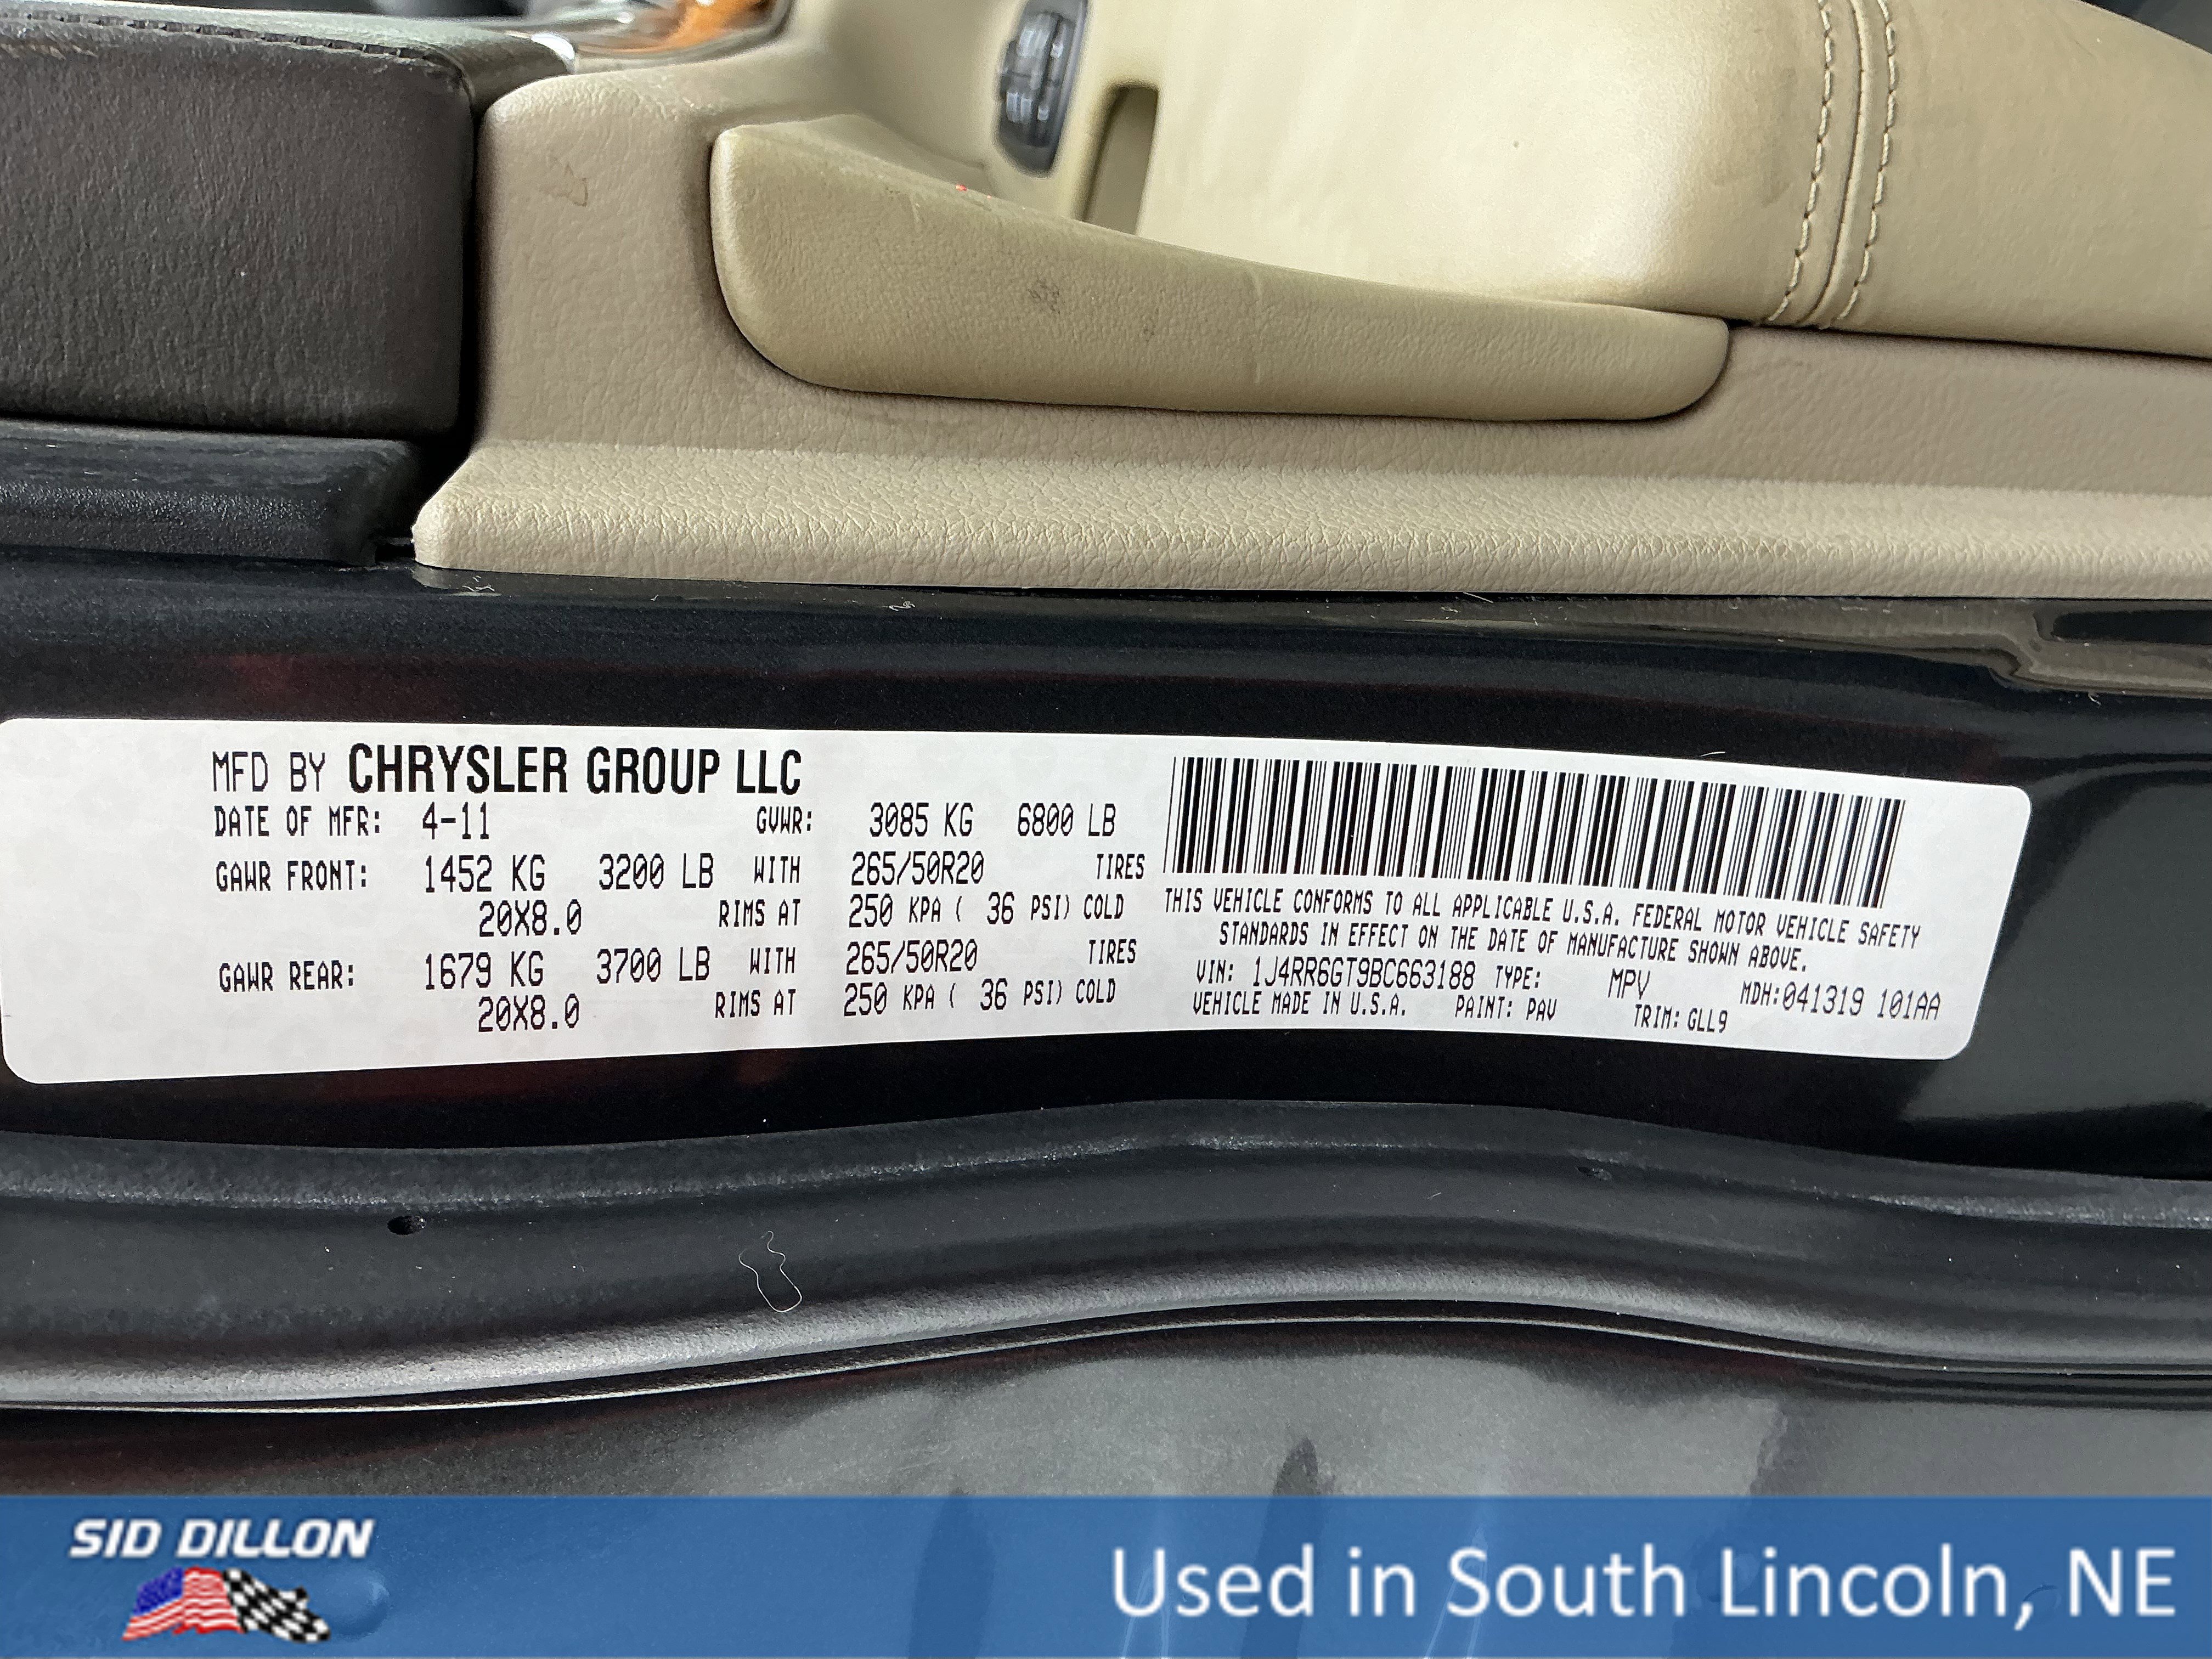 MFD BY CHRYSLER GROUP LLC
DATE OF MFR: 4-11 GVWR: 3085 KG 6800 LB
GAWR FRONT: 1452 KG 3200 LB WITH 265/50R20 TIRES
20X8.0 RIMS AT 250 KPA ( 36 PSI) COLD
GAWR REAR: 1679 KG 3700 LB WITH 265/50R20 TIRES
20X8.0 RIMS AT 250 KPA ( 36 PSI) COLD
THIS VEHICLE CONFORMS TO ALL APPLICABLE U.S.A. FEDERAL MOTOR VEHICLE SAFETY
STANDARDS IN EFFECT ON THE DATE OF MANUFACTURE SHOWN ABOVE.
VIN: 1J4RR6GT9BC663188 TYPE: MPV MDH:041319 101AA
VEHICLE MADE IN U.S.A. PAINT: PAV TRIM: GLL9
SID DILLON
Used in South Lincoln, NE